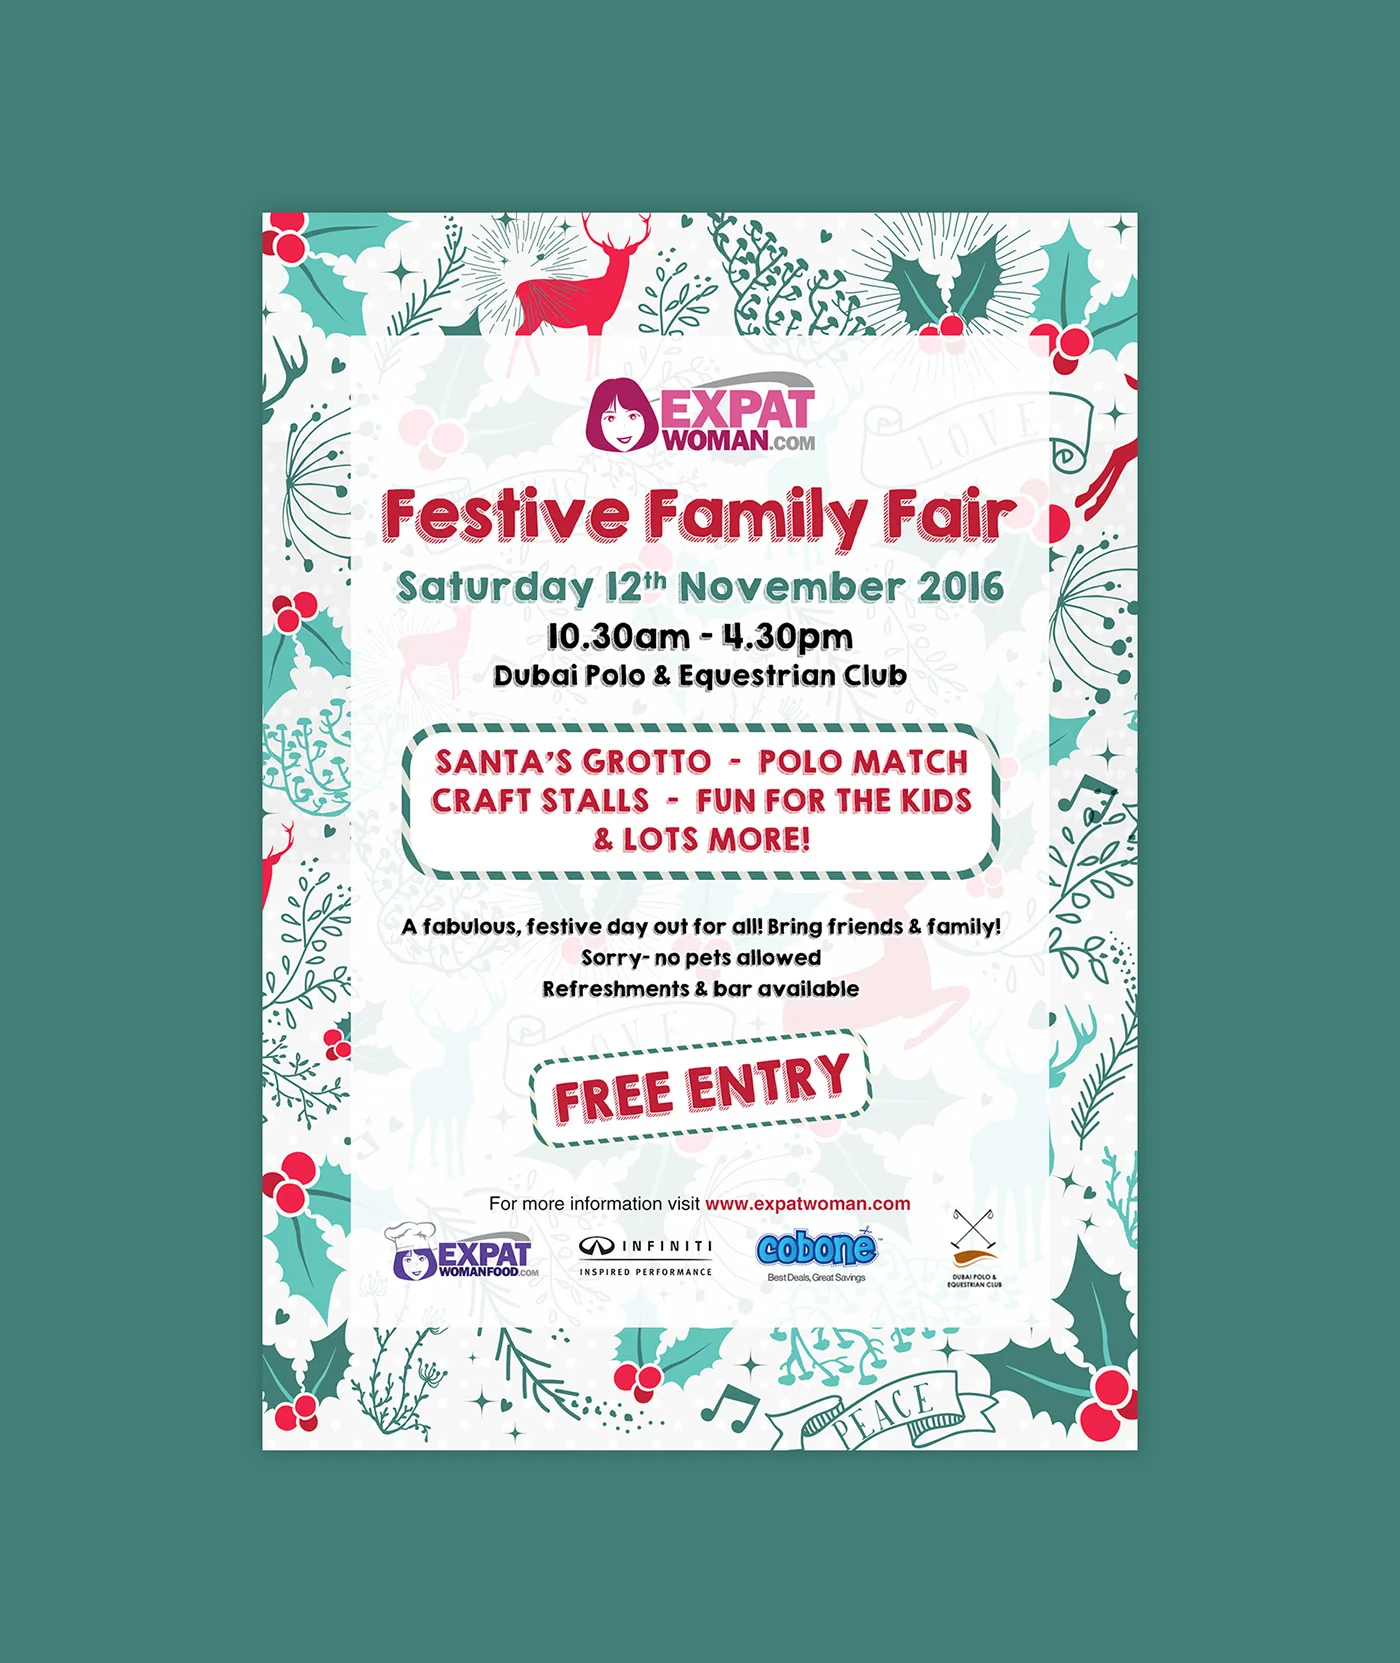 EXPAT
WOMAN.COM
LOVE
Festive Family Fair
Saturday 12th November 2016
10.30am - 4.30pm
Dubai Polo & Equestrian Club
SANTA'S GROTTO - POLO MATCH
CRAFT STALLS - FUN FOR THE KIDS
& LOTS MORE!
A fabulous, festive day out for all! Bring friends & family!
Sorry- no pets allowed
Refreshments & bar available
LOVE
FREE ENTRY
For more information visit www.expatwoman.com
EXPAT
WOMANFOOD.COM
INFINITI
INSPIRED PERFORMANCE
cobone
Best Deals, Great Savings
DUBAI POLO &
EQUESTRIAN CLUB
PEACE